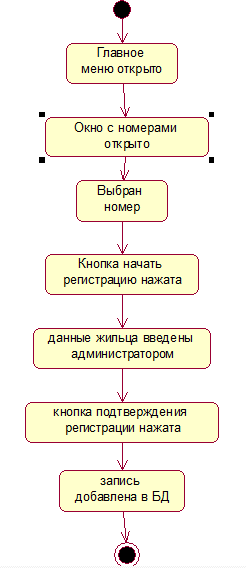 Главное
меню открыто
Окно с номерами
открыто
Выбран
номер
Кнопка начать
регистрацию нажата
данные жильца введены
администратором
кнопка подтверждения
регистрации нажата
запись
добавлена в БД